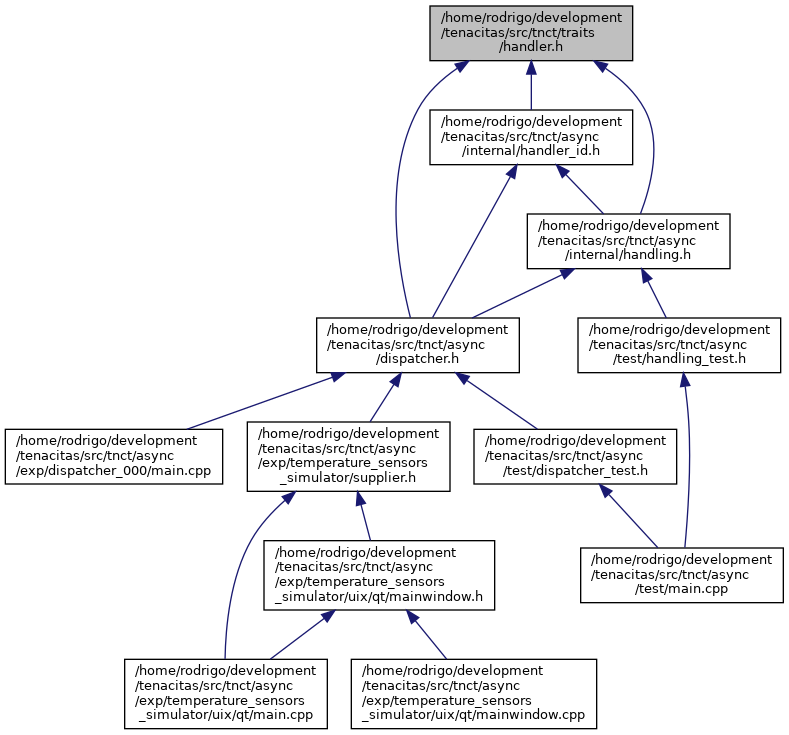 /home/rodrigo/development
/tenacitas/src/tnct/traits
/handler.h
/home/rodrigo/development
/tenacitas/src/tnct/async
/internal/handler_id.h
/home/rodrigo/development
/tenacitas/src/tnct/async
/internal/handling.h
/home/rodrigo/development
/tenacitas/src/tnct/async
/dispatcher.h
/home/rodrigo/development
/tenacitas/src/tnct/async
/test/handling_test.h
/home/rodrigo/development
/tenacitas/src/tnct/async
/exp/dispatcher_000/main.cpp
/home/rodrigo/development
/tenacitas/src/tnct/async
/exp/temperature_sensors
_simulator/supplier.h
/home/rodrigo/development
/tenacitas/src/tnct/async
/test/dispatcher_test.h
/home/rodrigo/development
/tenacitas/src/tnct/async
/exp/temperature_sensors
_simulator/uix/qt/mainwindow.h
/home/rodrigo/development
/tenacitas/src/tnct/async
/test/main.cpp
/home/rodrigo/development
/tenacitas/src/tnct/async
/exp/temperature_sensors
_simulator/uix/qt/main.cpp
/home/rodrigo/development
/tenacitas/src/tnct/async
/exp/temperature_sensors
_simulator/uix/qt/mainwindow.cpp